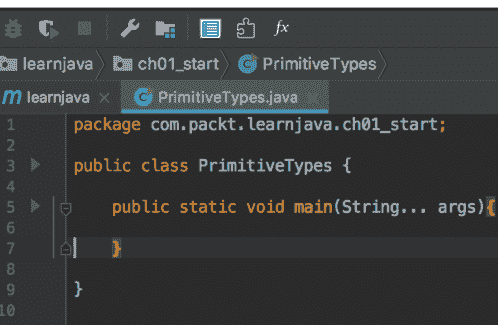 fx
learnjava ch01_start PrimitiveTypes
learnjava PrimitiveTypes.java
1 package com.packt.learnjava.ch01_start;
2
3 public class PrimitiveTypes {
4
5 public static void main(String... args){
6
7 }
8
9 }
10